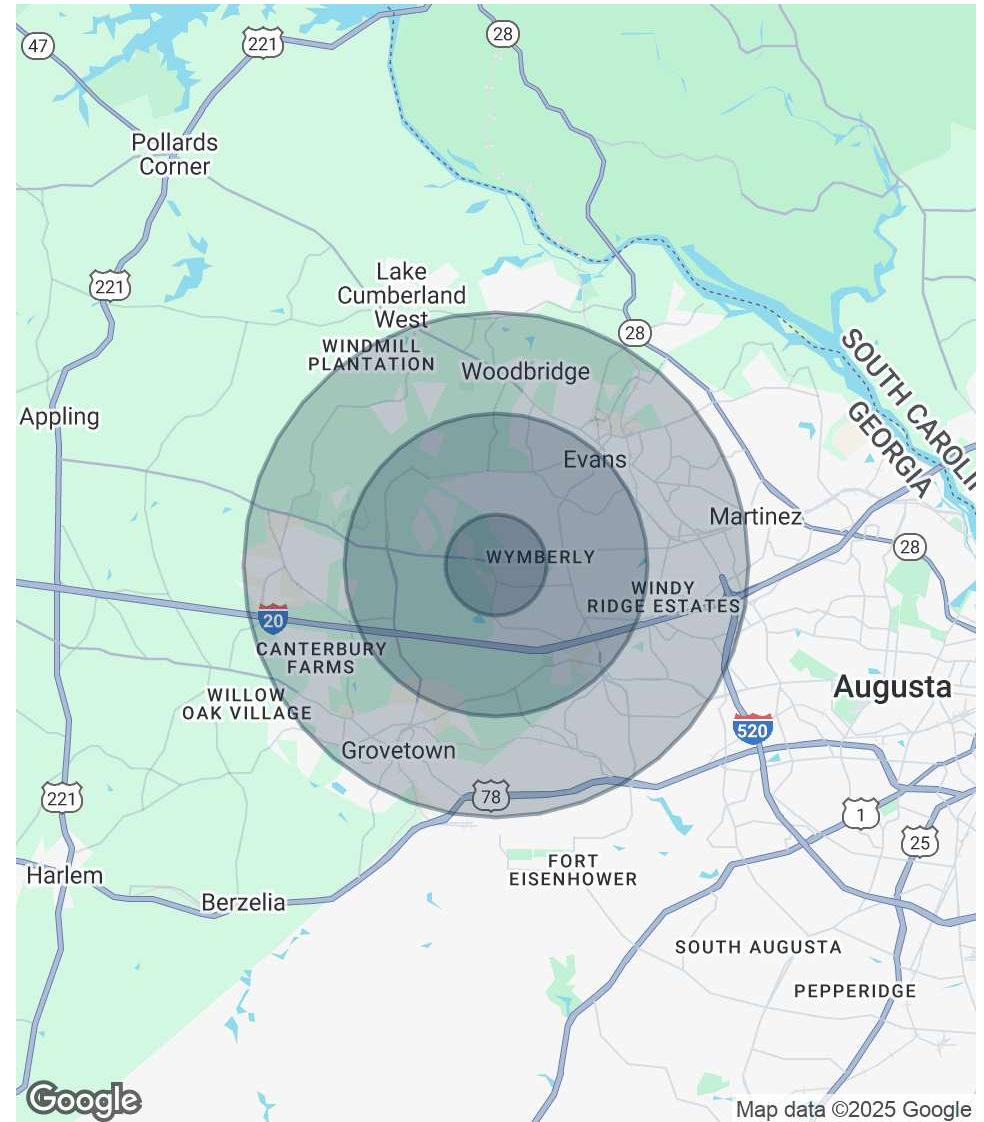 47
221
28
Pollards
Corner
221
Lake
Cumberland
West
28
WINDMILL
PLANTATION
Woodbridge
SOUTH CAROLIN
GEORGIA
Appling
Evans
Martinez
28
WYMBERLY
WINDY
RIDGE ESTATES
20
CANTERBURY
FARMS
WILLOW
OAK VILLAGE
Augusta
520
Grovetown
221
78
1
25
Harlem
FORT
EISENHOWER
Berzelia
SOUTH AUGUSTA
PEPPERIDGE
Google
Map data ©2025 Google